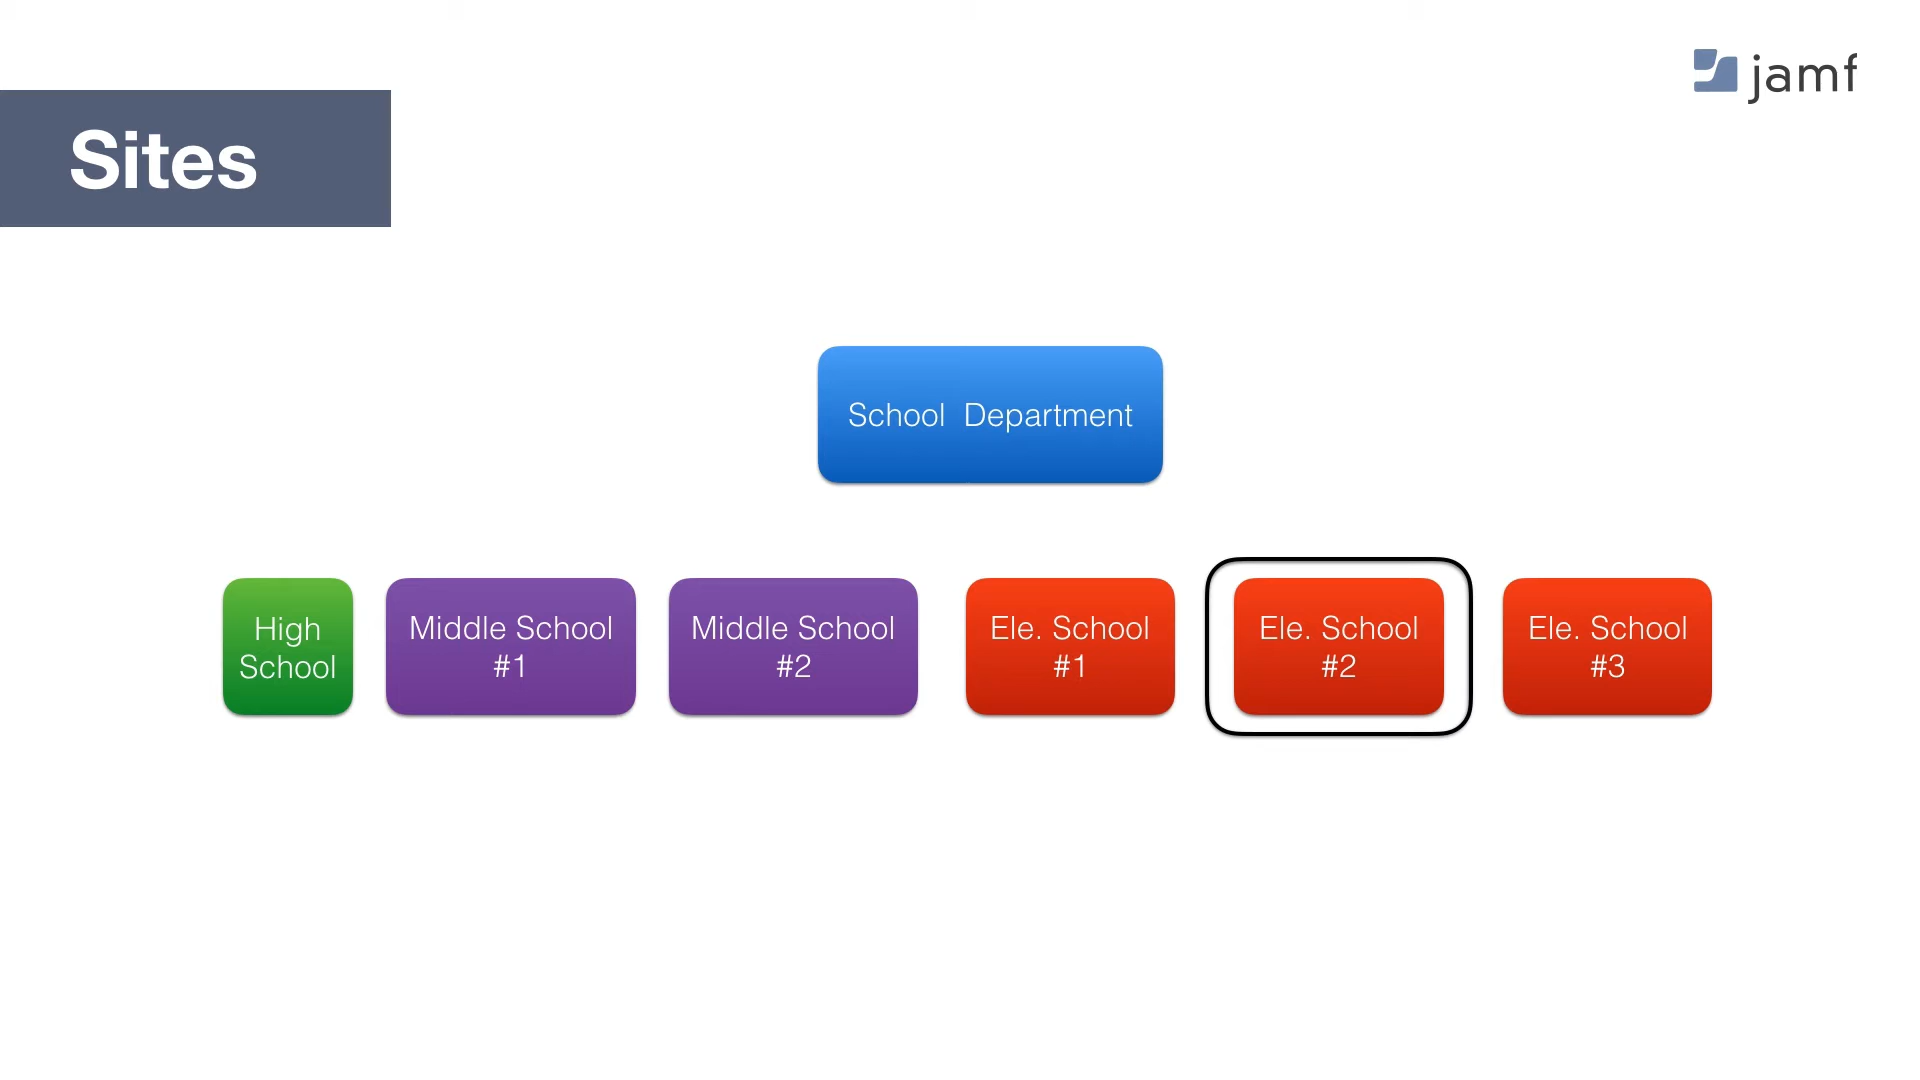 jamf
Sites
School  Department
High
School
Middle School
#1
Middle School
#2
Ele. School
#1
Ele. School
#2
Ele. School
#3